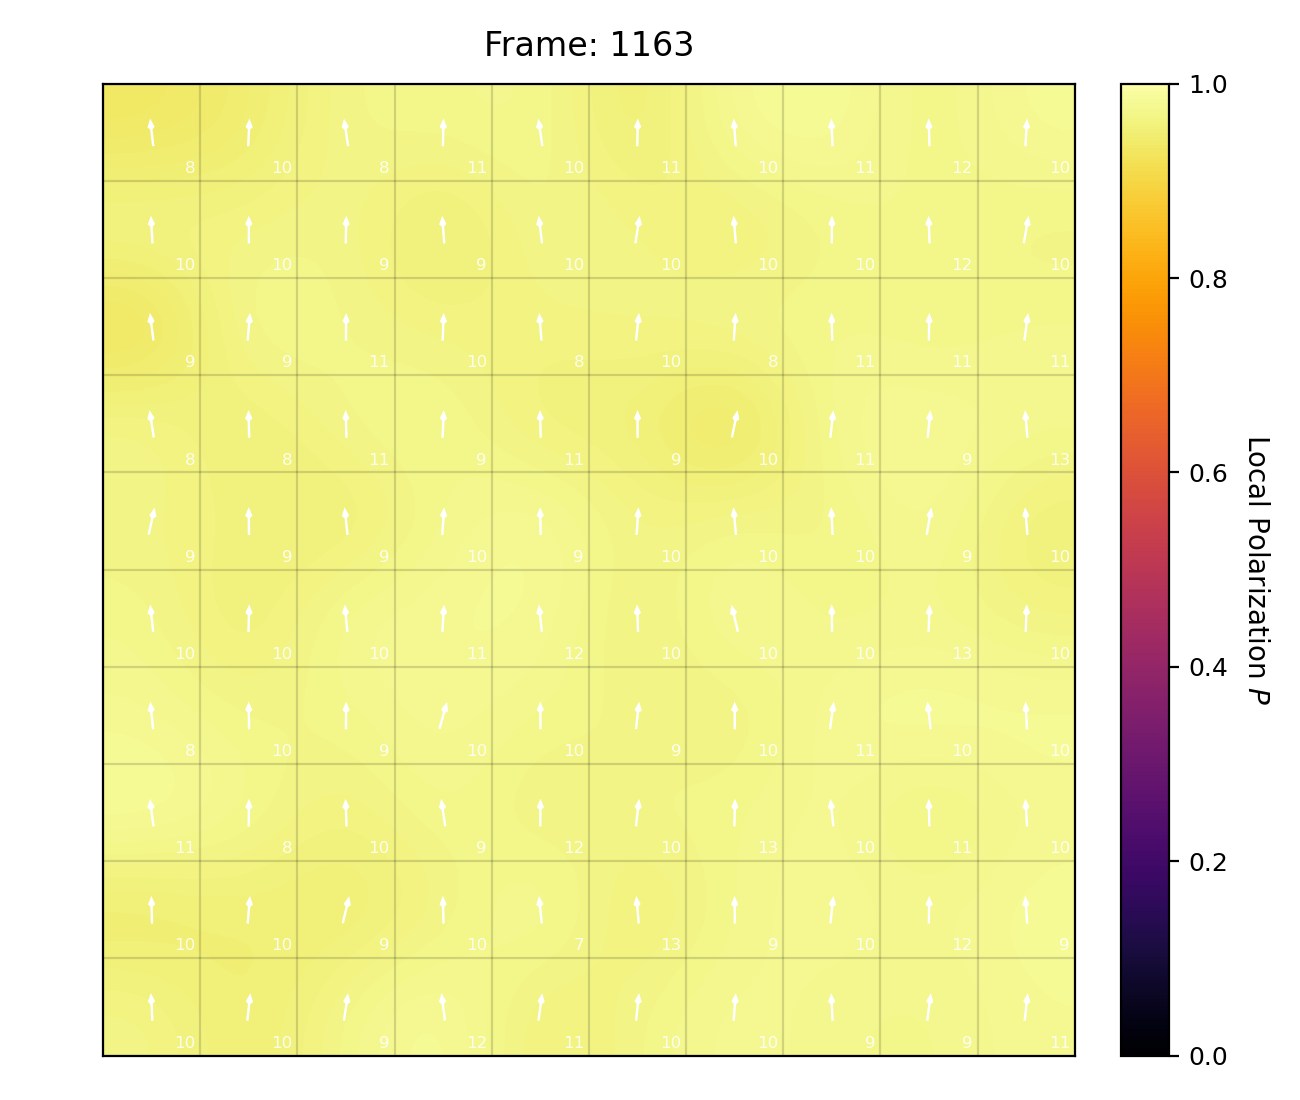 Frame: 1163
8 10 8 11 10 11 10 11 12 10
10 10 9 9 10 10 10 10 12 10
9 9 11 10 8 10 8 11 11 11
8 8 11 9 11 9 10 11 9 13
9 9 9 10 9 10 10 10 9 10
10 10 10 11 12 10 10 10 13 10
8 10 9 10 10 9 10 11 10 10
11 8 10 9 12 10 13 10 11 10
10 10 9 10 7 13 9 10 12 9
10 10 9 12 11 10 10 9 9 11
1.0
0.8
0.6
0.4
0.2
0.0
Local Polarization P